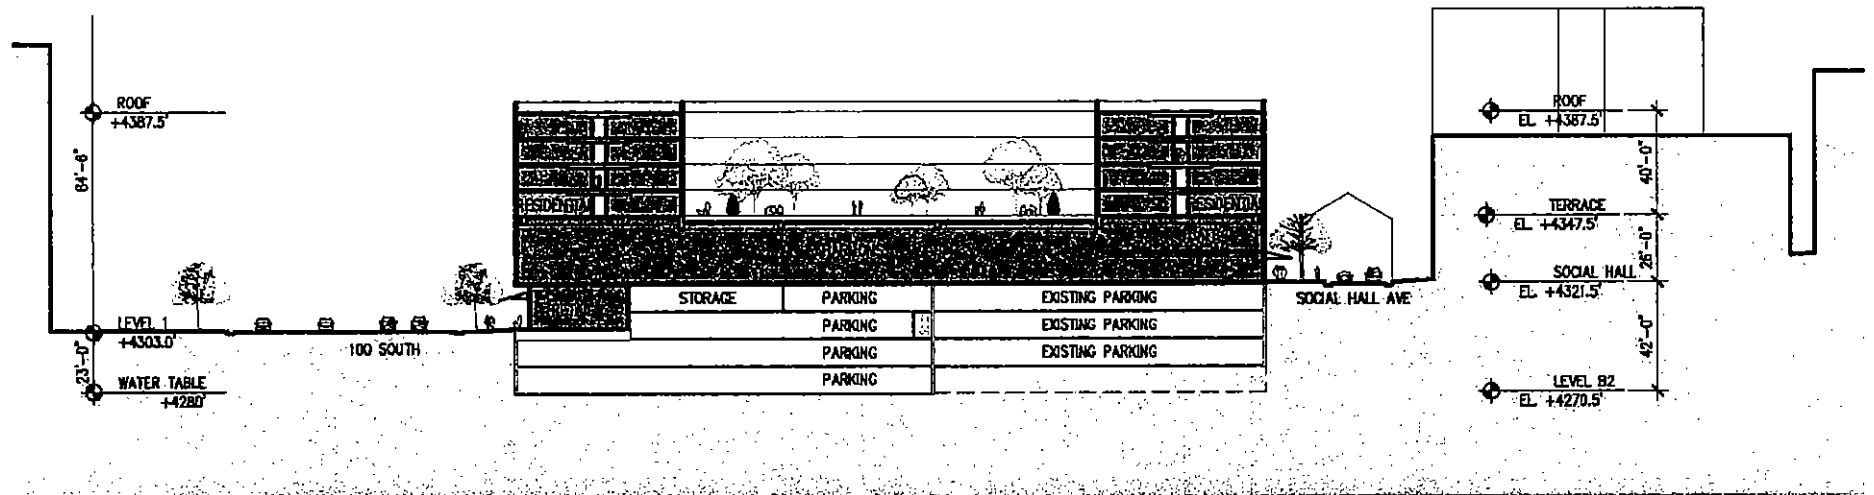 ROOF
+4387.5'
84'-6"
LEVEL 1
+4303.0'
23'-0"
WATER TABLE
+4280'
100 SOUTH
RESIDENTIAL
RESIDENTIAL
STORAGE
PARKING
EXISTING PARKING
PARKING
EXISTING PARKING
PARKING
EXISTING PARKING
PARKING
SOCIAL HALL AVE
ROOF
EL. +4387.5'
40'-0"
TERRACE
EL. +4347.5'
26'-0"
SOCIAL HALL
EL. +4321.5'
42'-0"
LEVEL B2
EL. +4270.5'